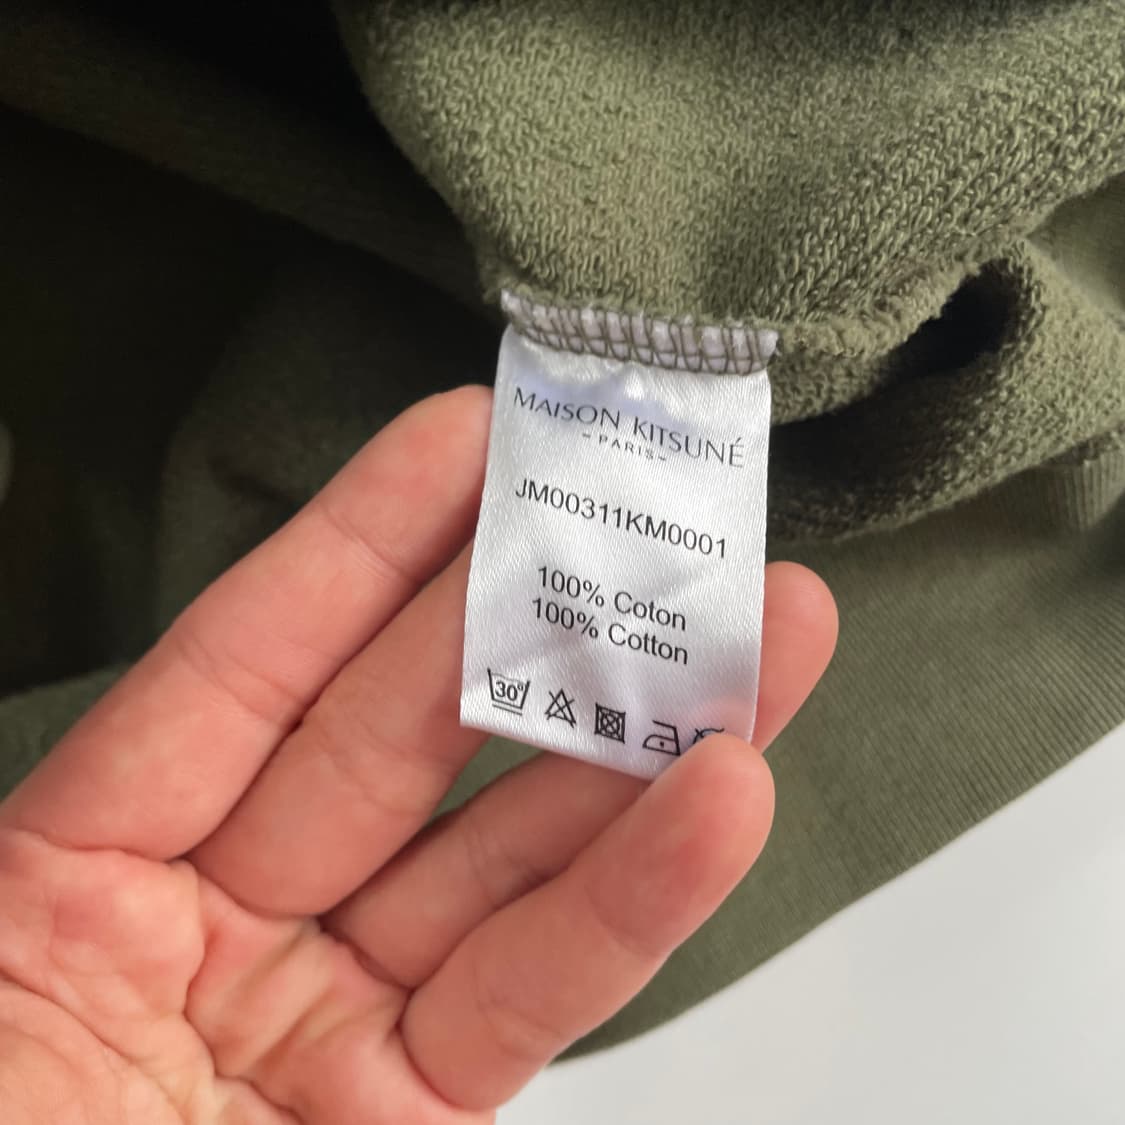 MAISON KITSUNÉ
-PARIS-
JM00311KM0001
100% Coton
100% Cotton
30°